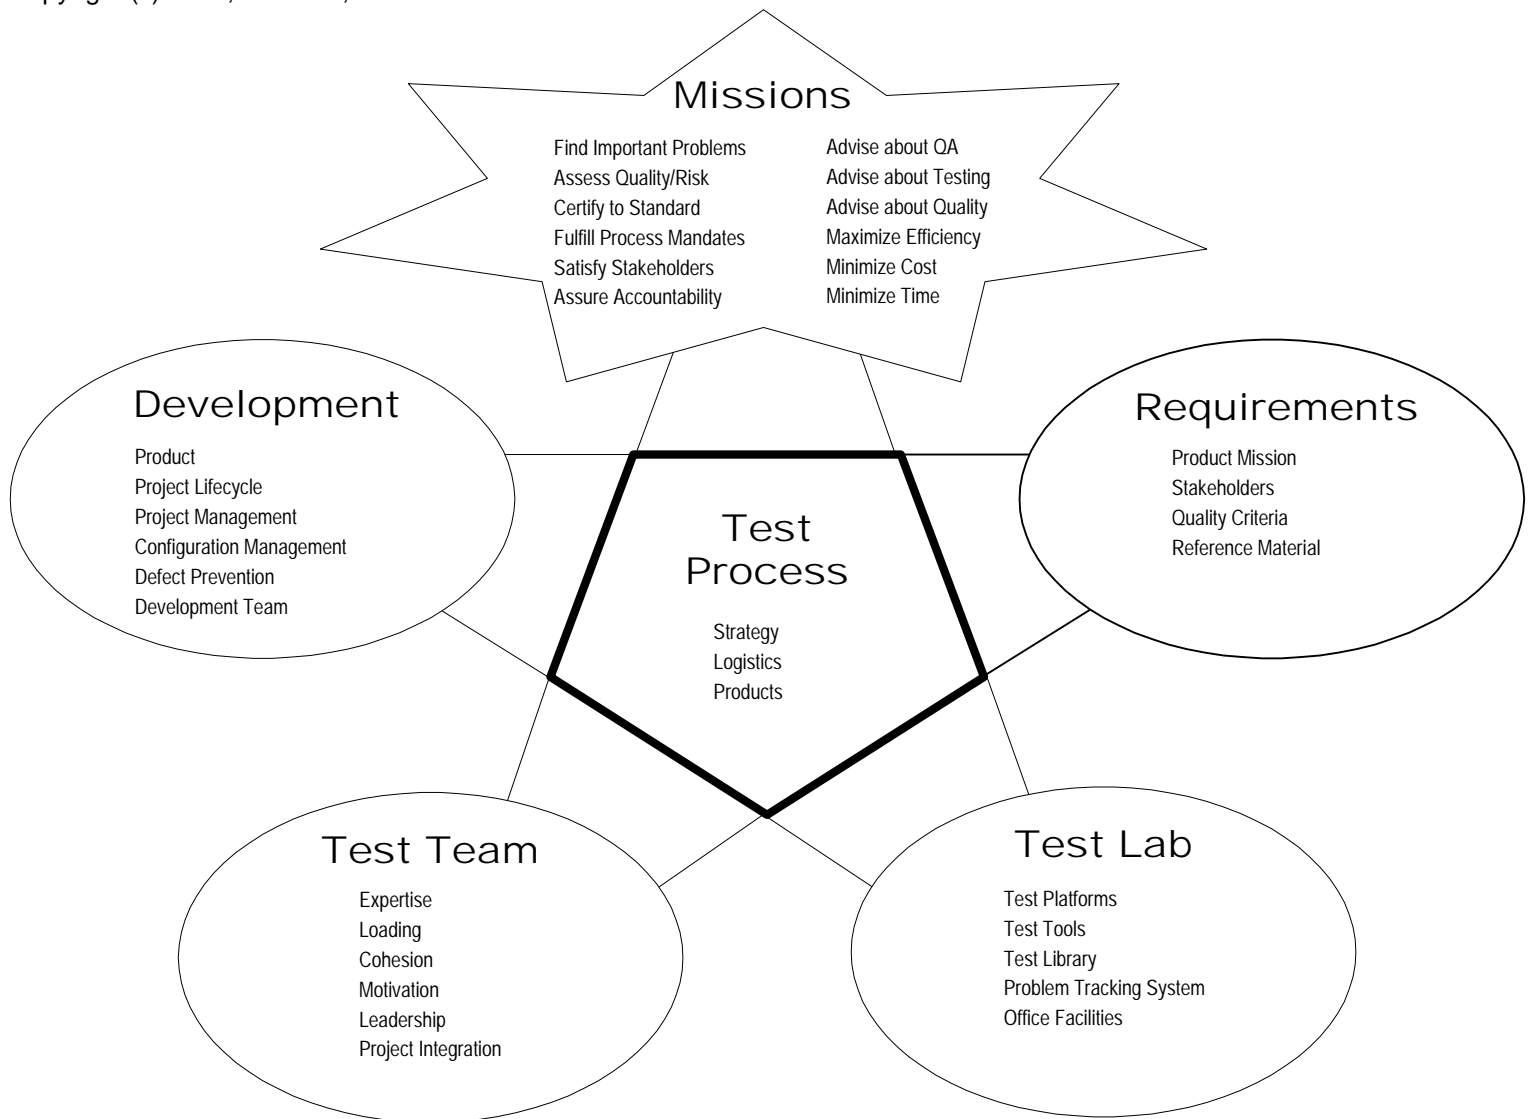 Missions
Find Important Problems
Assess Quality/Risk
Certify to Standard
Fulfill Process Mandates
Satisfy Stakeholders
Assure Accountability
Advise about QA
Advise about Testing
Advise about Quality
Maximize Efficiency
Minimize Cost
Minimize Time
Development
Product
Project Lifecycle
Project Management
Configuration Management
Defect Prevention
Development Team
Requirements
Product Mission
Stakeholders
Quality Criteria
Reference Material
Test
Process
Strategy
Logistics
Products
Test Team
Expertise
Loading
Cohesion
Motivation
Leadership
Project Integration
Test Lab
Test Platforms
Test Tools
Test Library
Problem Tracking System
Office Facilities